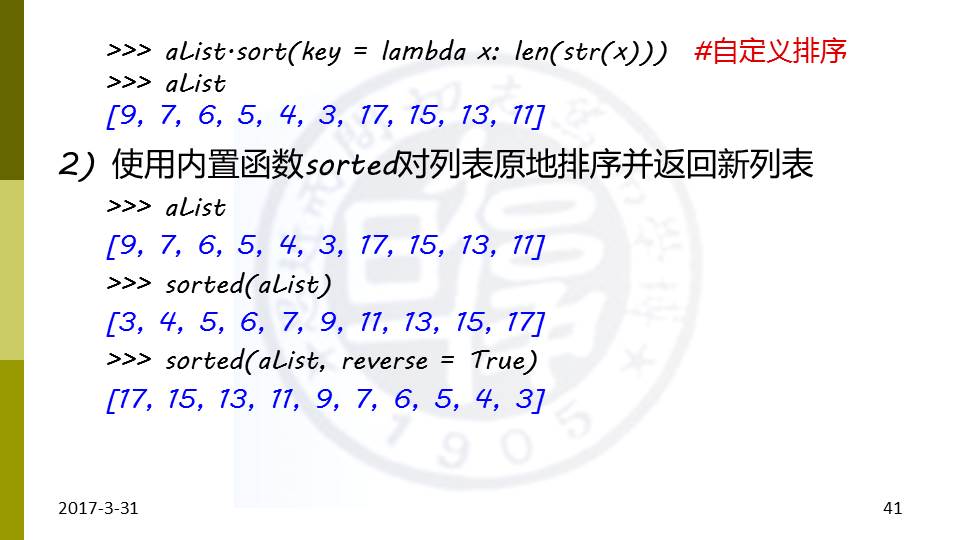 >>> aList.sort(key = lambda x: len(str(x))) #自定义排序
>>> aList
[9, 7, 6, 5, 4, 3, 17, 15, 13, 11]
2) 使用内置函数sorted对列表原地排序并返回新列表
>>> aList
[9, 7, 6, 5, 4, 3, 17, 15, 13, 11]
>>> sorted(aList)
[3, 4, 5, 6, 7, 9, 11, 13, 15, 17]
>>> sorted(aList, reverse = True)
[17, 15, 13, 11, 9, 7, 6, 5, 4, 3]
1905
2017-3-31
41